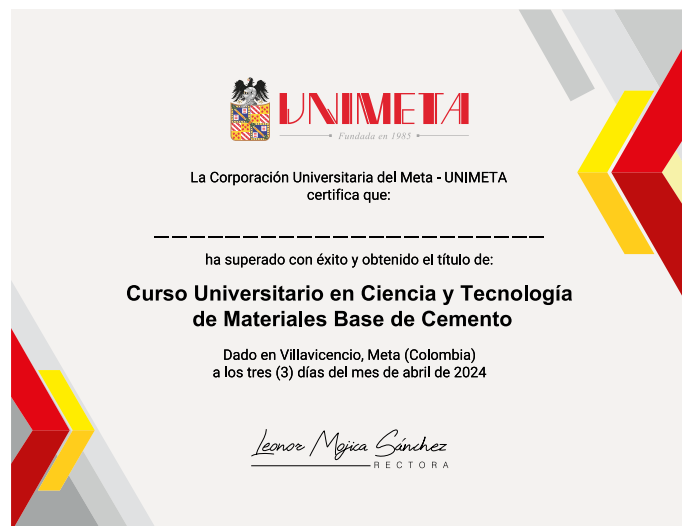 UNIMETA
Fundada en 1985
La Corporación Universitaria del Meta - UNIMETA
certifica que:
ha superado con éxito y obtenido el título de:
Curso Universitario en Ciencia y Tecnología
de Materiales Base de Cemento
Dado en Villavicencio, Meta (Colombia)
a los tres (3) días del mes de abril de 2024
Leonor Mojica Sánchez
RECTORA